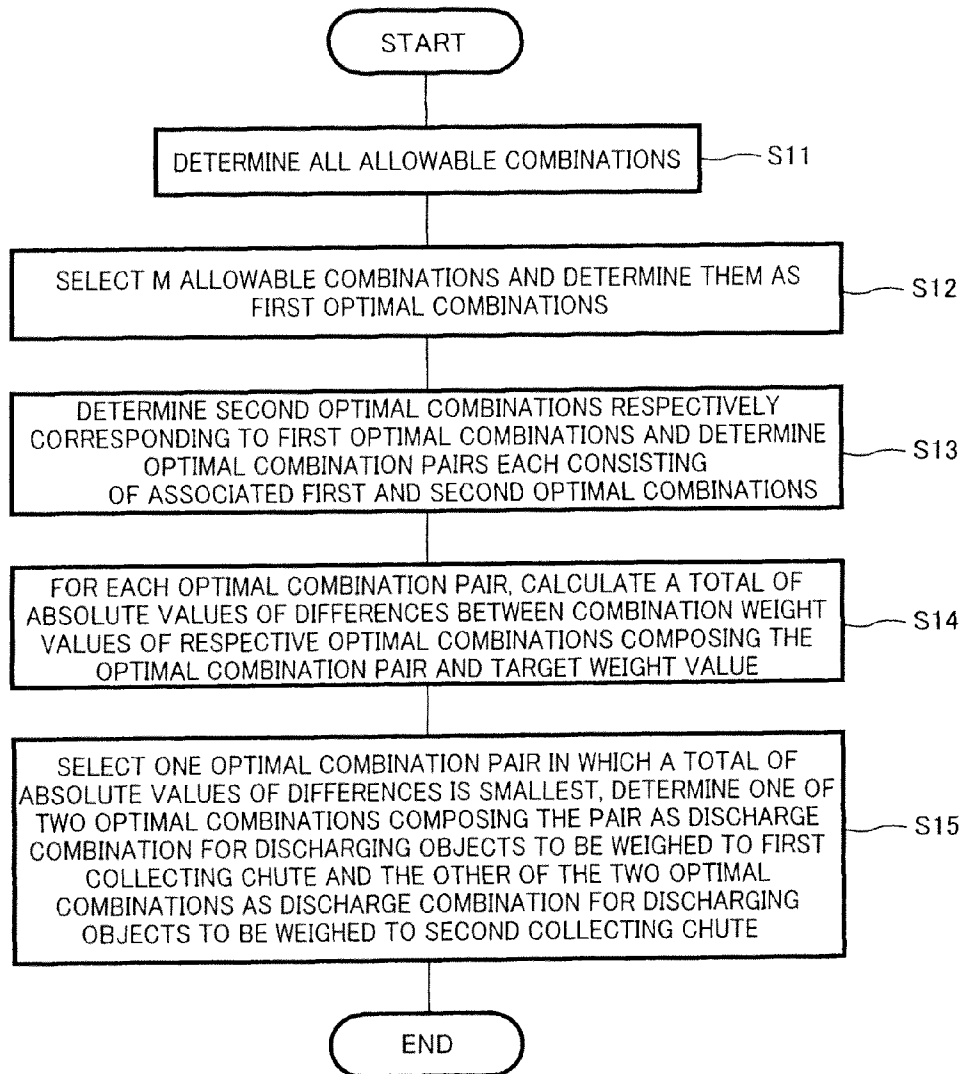 START
DETERMINE ALL ALLOWABLE COMBINATIONS
S11
SELECT M ALLOWABLE COMBINATIONS AND DETERMINE THEM AS
FIRST OPTIMAL COMBINATIONS
S12
DETERMINE SECOND OPTIMAL COMBINATIONS RESPECTIVELY
CORRESPONDING TO FIRST OPTIMAL COMBINATIONS AND DETERMINE
OPTIMAL COMBINATION PAIRS EACH CONSISTING
OF ASSOCIATED FIRST AND SECOND OPTIMAL COMBINATIONS
S13
FOR EACH OPTIMAL COMBINATION PAIR, CALCULATE A TOTAL OF
ABSOLUTE VALUES OF DIFFERENCES BETWEEN COMBINATION WEIGHT
VALUES OF RESPECTIVE OPTIMAL COMBINATIONS COMPOSING THE
OPTIMAL COMBINATION PAIR AND TARGET WEIGHT VALUE
S14
SELECT ONE OPTIMAL COMBINATION PAIR IN WHICH A TOTAL OF
ABSOLUTE VALUES OF DIFFERENCES IS SMALLEST, DETERMINE ONE OF
TWO OPTIMAL COMBINATIONS COMPOSING THE PAIR AS DISCHARGE
COMBINATION FOR DISCHARGING OBJECTS TO BE WEIGHED TO FIRST
COLLECTING CHUTE AND THE OTHER OF THE TWO OPTIMAL
COMBINATIONS AS DISCHARGE COMBINATION FOR DISCHARGING
OBJECTS TO BE WEIGHED TO SECOND COLLECTING CHUTE
S15
END